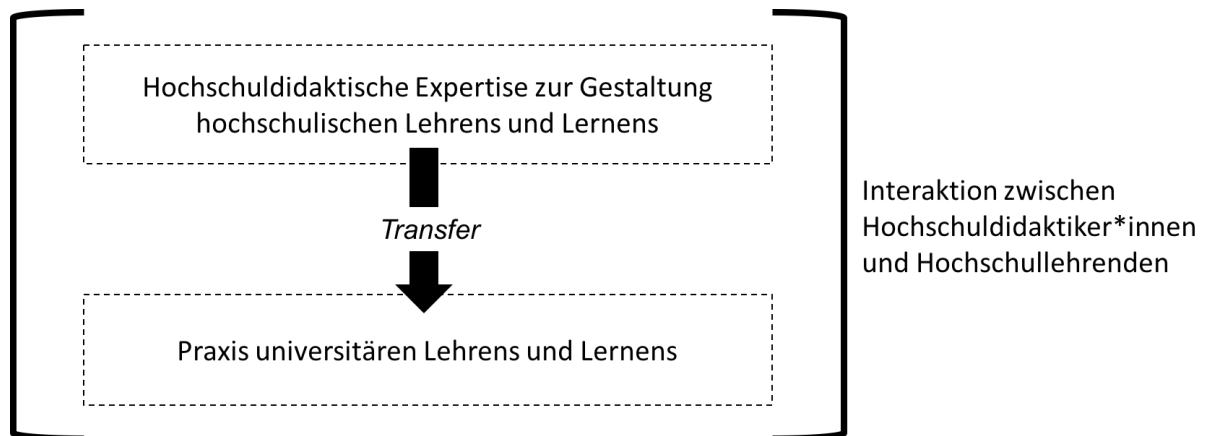 Hochschuldidaktische Expertise zur Gestaltung
hochschulischen Lehrens und Lernens
Transfer
Praxis universitären Lehrens und Lernens
Interaktion zwischen
Hochschuldidaktiker*innen
und Hochschullehrenden